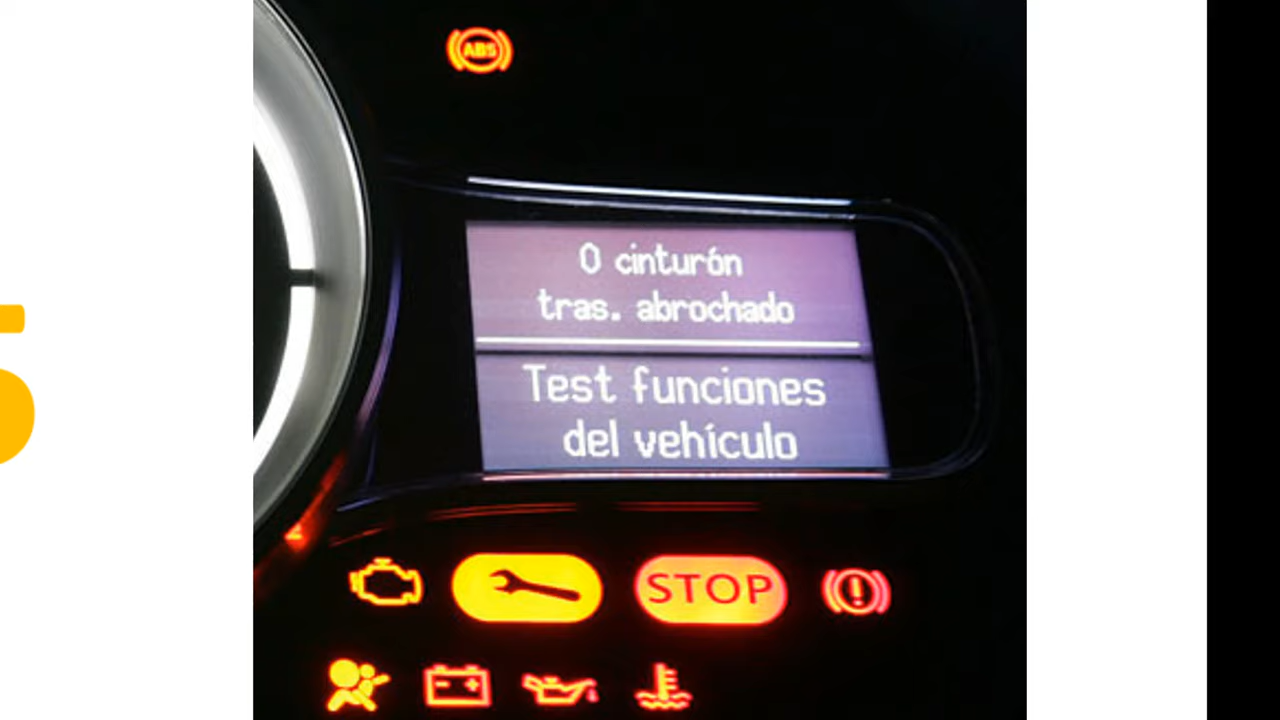 ABS
0 cinturón
tras. abrochado
Test funciones
del vehículo
STOP